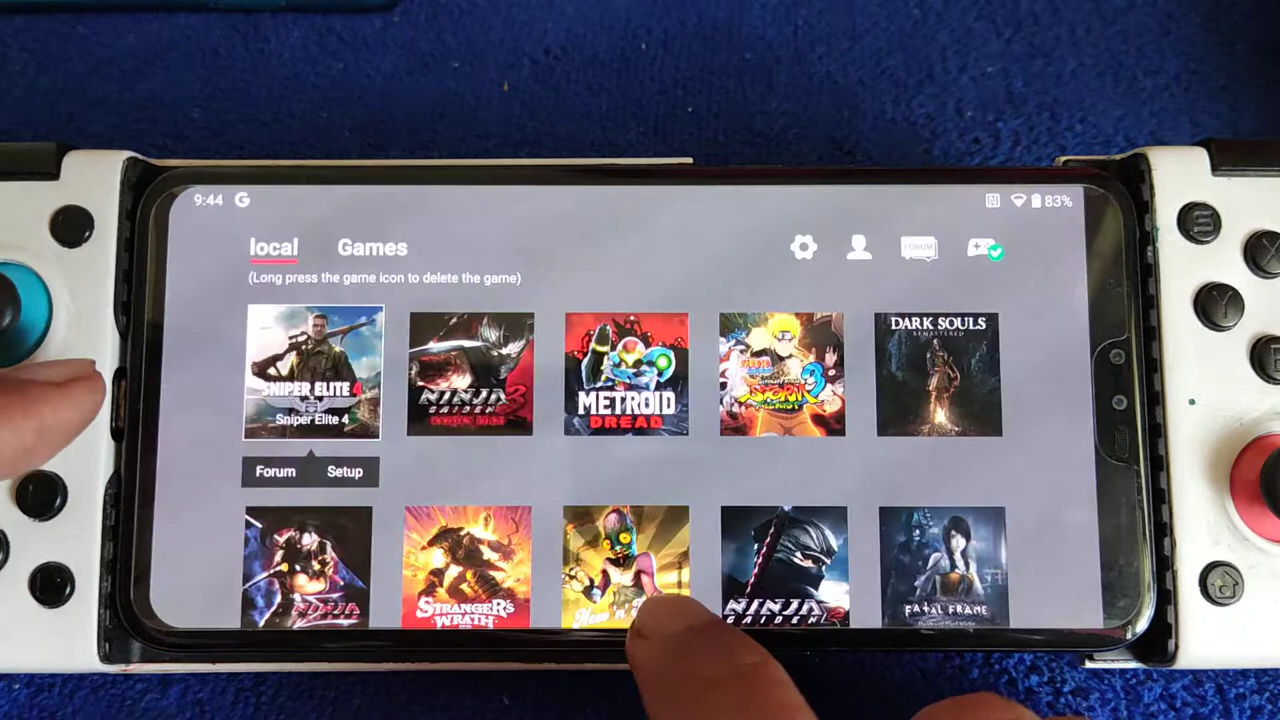 9:44 G
83%
local Games
FORUM
(Long press the game icon to delete the game)
SNIPER ELITE 4
Sniper Elite 4
NINJA
GAIDEN 3
METROID
DREAD
STORM 3
DARK SOULS
REMASTERED
Forum Setup
NINJA
STRANGER'S
WRATH
NINJA
GAIDEN 2
FATAL FRAME
S
X
Y